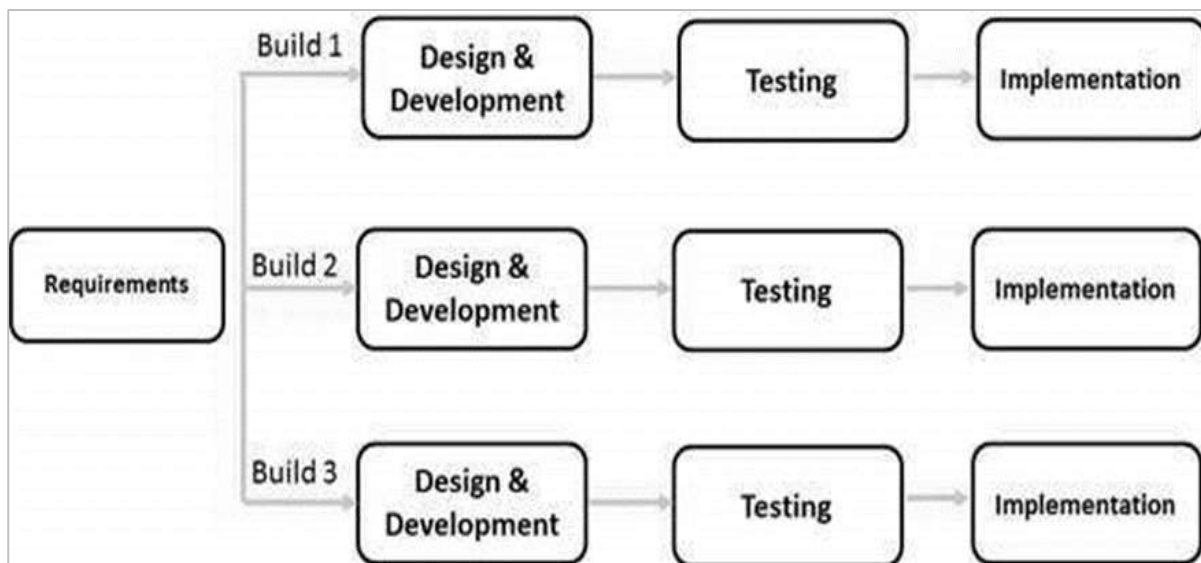 Build 1
Design &
Development
Testing
Implementation
Requirements
Build 2
Design &
Development
Testing
Implementation
Build 3
Design &
Development
Testing
Implementation